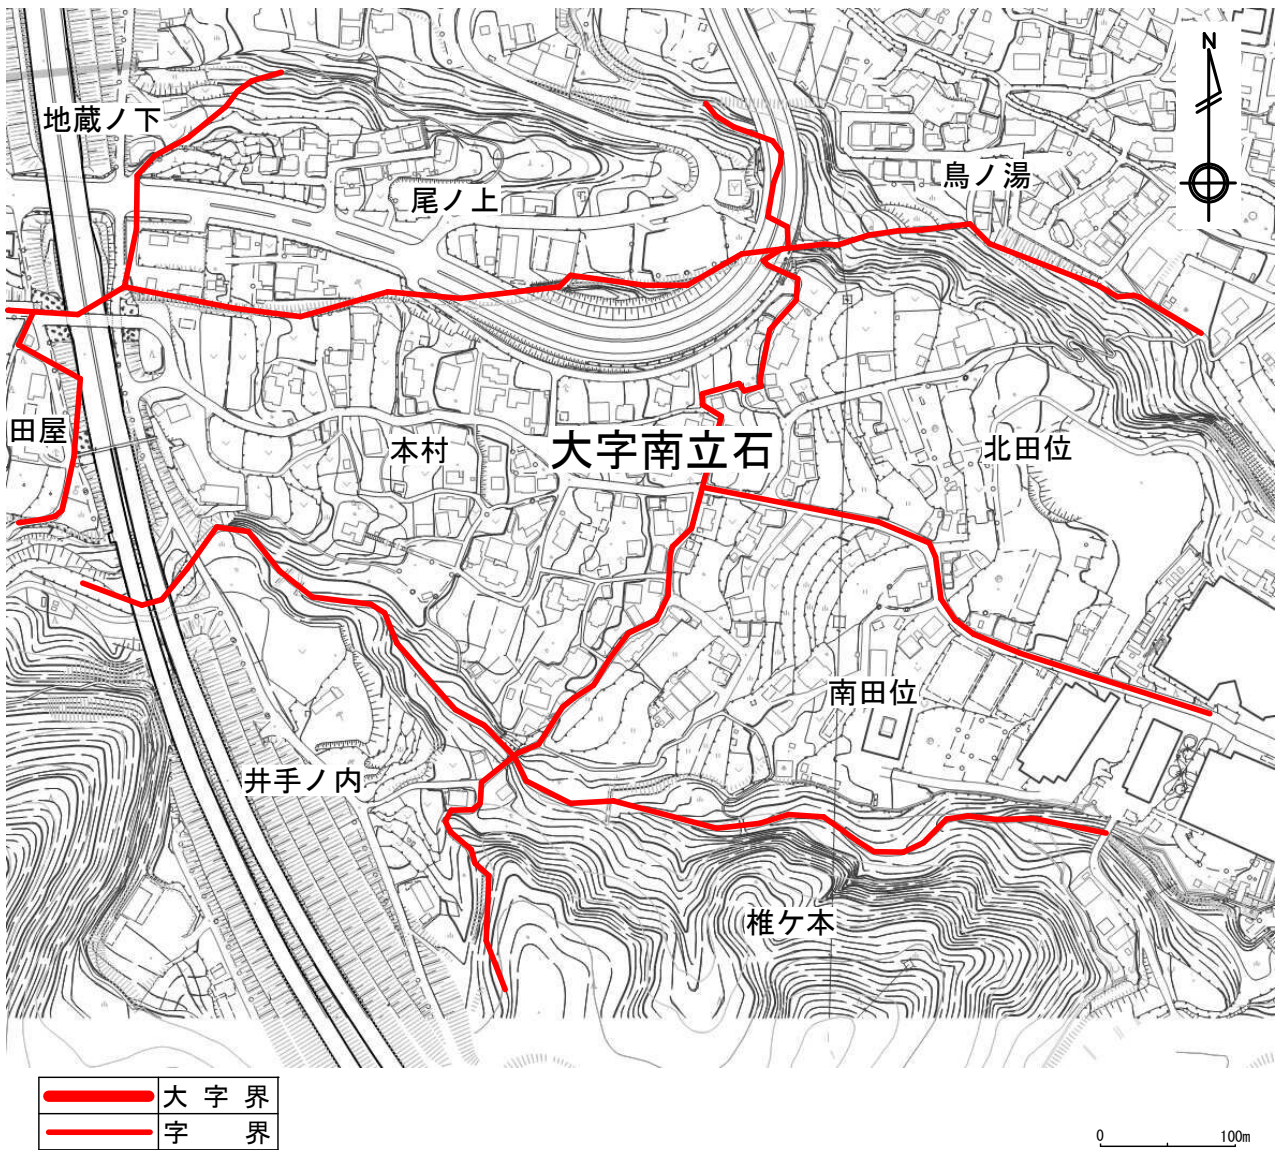 N
地蔵ノ下
鳥ノ湯
尾ノ上
田屋
本村
大字南立石
北田位
南田位
井手ノ内
椎ケ本
大字界
字界
0 100m